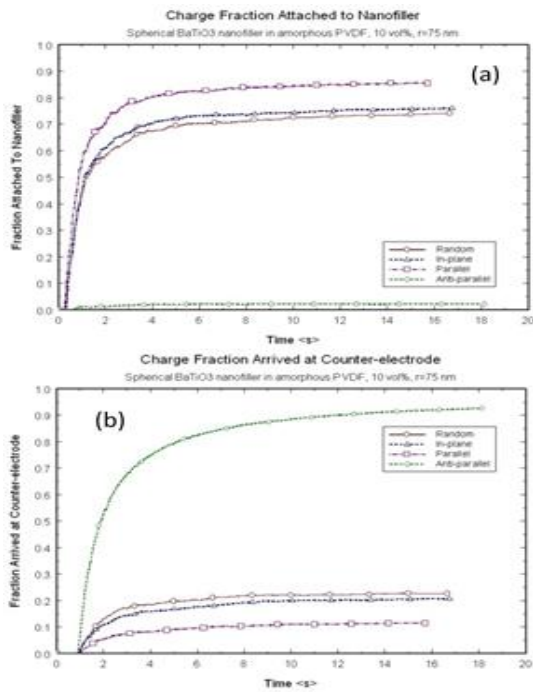 Charge Fraction Attached to Nanofiller
Spherical BaTiO3 nanofiller in amorphous PVDF, 10 vol%, r=75 nm
(a)
Fraction Attached To Nanofiller
1.0
0.9
0.8
0.7
0.6
0.5
0.4
0.3
0.2
0.1
0.0
Random
In-plane
Parallel
Anti-parallel
0 2 4 6 8 10 12 14 16 18 20
Time <s>
Charge Fraction Arrived at Counter-electrode
Spherical BaTiO3 nanofiller in amorphous PVDF, 10 vol%, r=75 nm
(b)
Fraction Arrived at Counter-electrode
1.0
0.9
0.8
0.7
0.6
0.5
0.4
0.3
0.2
0.1
0.0
Random
In-plane
Parallel
Anti-parallel
0 2 4 6 8 10 12 14 16 18 20
Time <s>